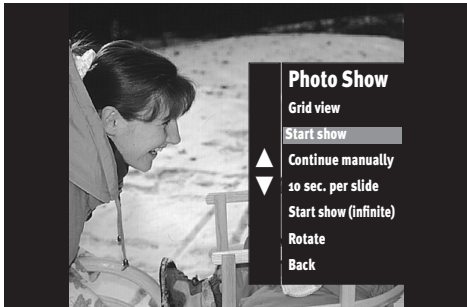 Photo Show
Grid view
Start show
Continue manually
10 sec. per slide
Start show (infinite)
Rotate
Back